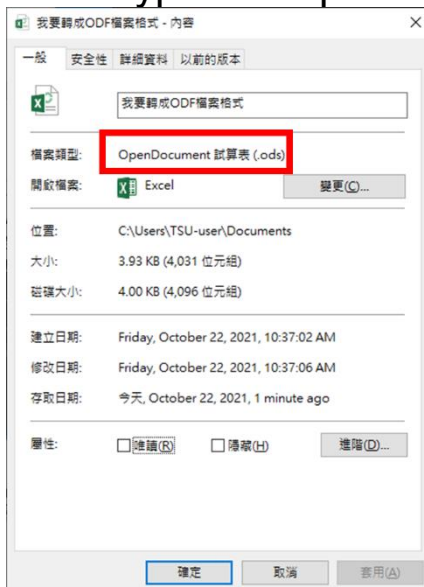 我要轉成ODF檔案格式 - 內容
一般 安全性 詳細資料 以前的版本
我要轉成ODF檔案格式
檔案類型: OpenDocument 試算表 (.ods)
開啟檔案: Excel 變更(C)...
位置: C:\Users\TSU-user\Documents
大小: 3.93 KB (4,031 位元組)
磁碟大小: 4.00 KB (4,096 位元組)
建立日期: Friday, October 22, 2021, 10:37:02 AM
修改日期: Friday, October 22, 2021, 10:37:06 AM
存取日期: 今天, October 22, 2021, 1 minute ago
屬性: 唯讀(R) 隱藏(H) 進階(D)...
確定 取消 套用(A)